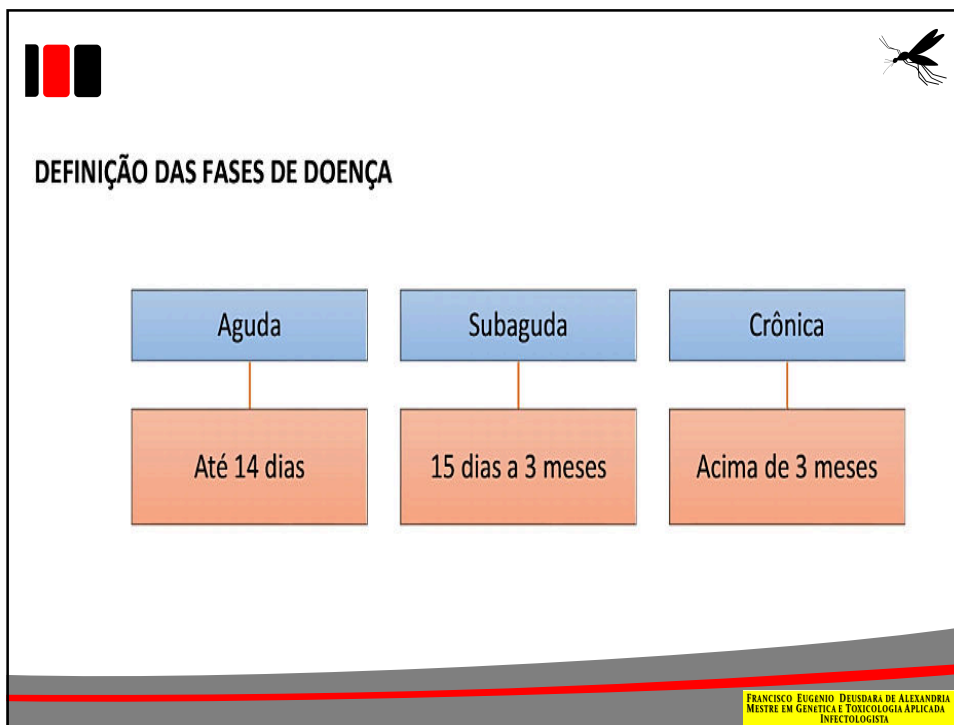 DEFINIÇÃO DAS FASES DE DOENÇA
Aguda
Subaguda
Crônica
Até 14 dias
15 dias a 3 meses
Acima de 3 meses
FRANCISCO EUGENIO DEUSDARA DE ALEXANDRIA
MESTRE EM GENETICA E TOXICOLOGIA APLICADA
INFECTOLOGISTA